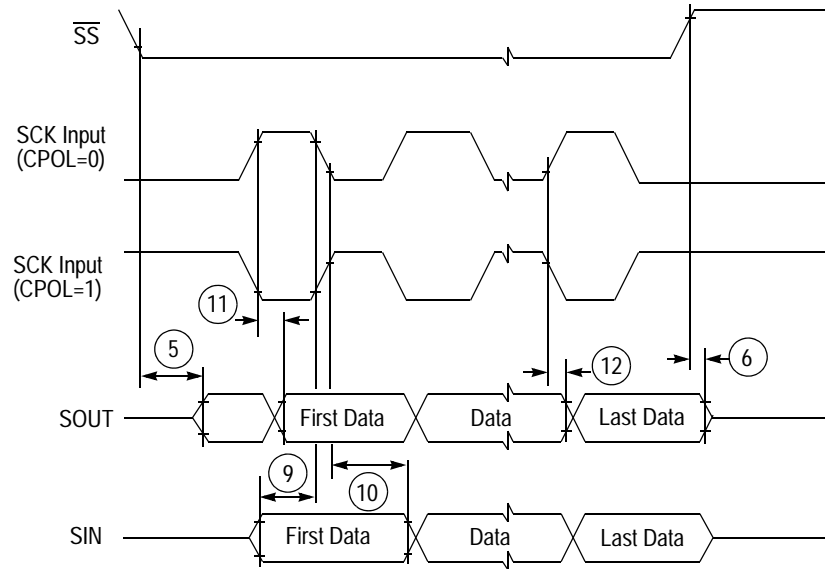 SS
SCK Input
(CPOL=0)
SCK Input
(CPOL=1)
11
5
12
6
SOUT
First Data
Data
Last Data
9
10
SIN
First Data
Data
Last Data